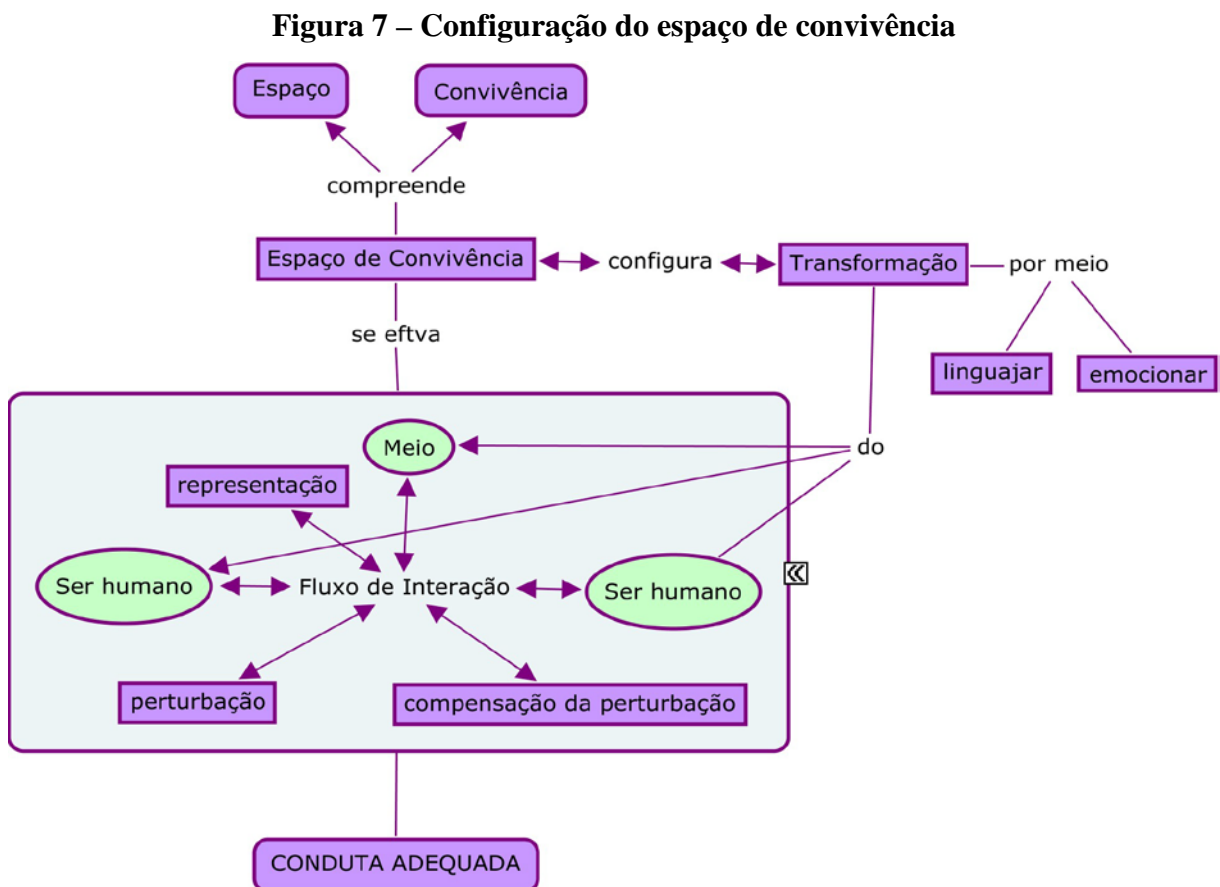 Figura 7 – Configuração do espaço de convivência
Espaço
Convivência
compreende
Espaço de Convivência
configura
Transformação
por meio
se eftva
linguajar
emocionar
Meio
do
representação
Ser humano
Fluxo de Interação
Ser humano
perturbação
compensação da perturbação
CONDUTA ADEQUADA